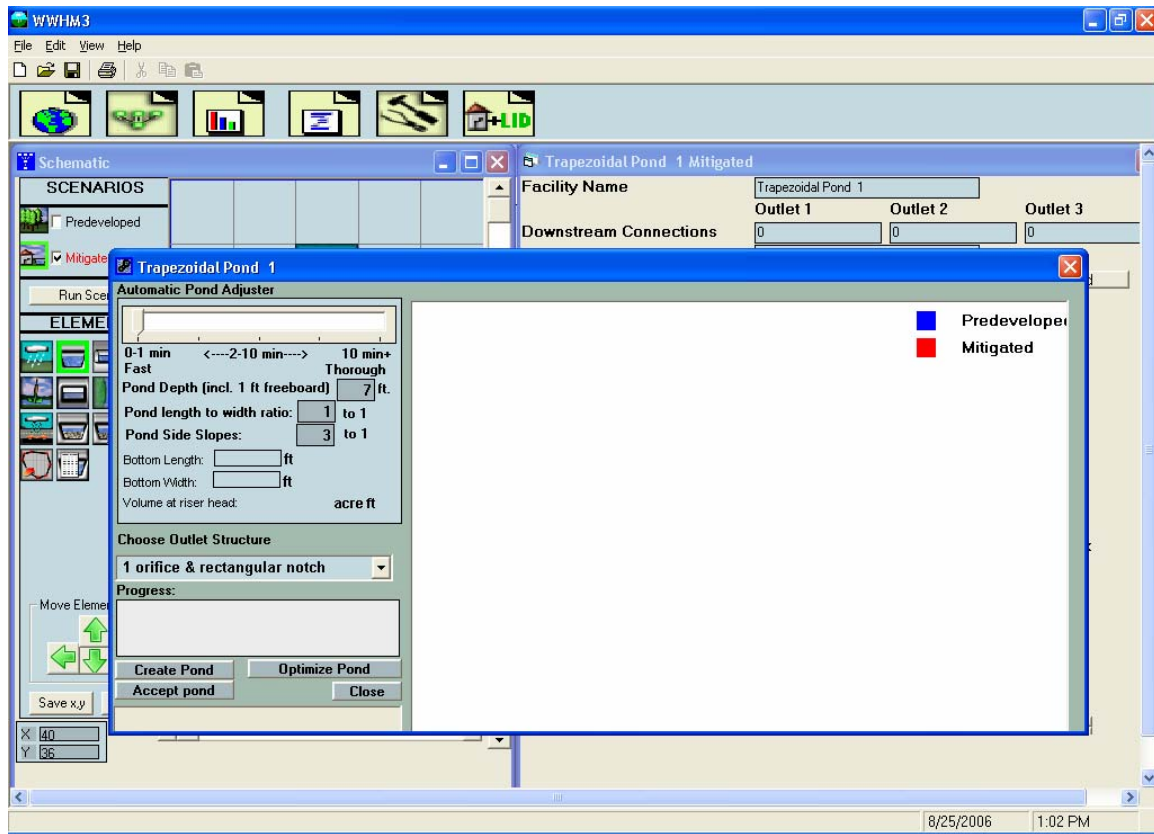 WWHM3
File Edit View Help
+LID
Schematic
SCENARIOS
Predeveloped
Mitigate
Run Scen
ELEME
Move Eleme
Save x,y
X 40
Y 36
Trapezoidal Pond 1 Mitigated
Facility Name Trapezoidal Pond 1
Outlet 1 Outlet 2 Outlet 3
Downstream Connections 0 0 0
Trapezoidal Pond 1
Automatic Pond Adjuster
0-1 min <----2-10 min----> 10 min+
Fast Thorough
Pond Depth (incl. 1 ft freeboard) 7 ft.
Pond length to width ratio: 1 to 1
Pond Side Slopes: 3 to 1
Bottom Length: ft
Bottom Width: ft
Volume at riser head: acre ft
Choose Outlet Structure
1 orifice & rectangular notch
Progress:
Create Pond Optimize Pond
Accept pond Close
Predeveloped
Mitigated
8/25/2006 1:02 PM